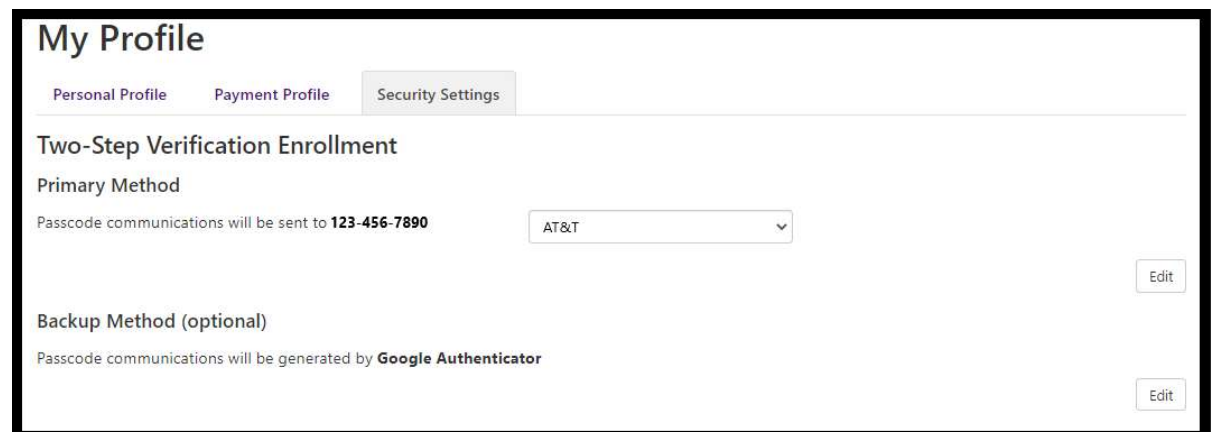 My Profile
Personal Profile Payment Profile Security Settings
Two-Step Verification Enrollment
Primary Method
Passcode communications will be sent to 123-456-7890 AT&T
Edit
Backup Method (optional)
Passcode communications will be generated by Google Authenticator
Edit